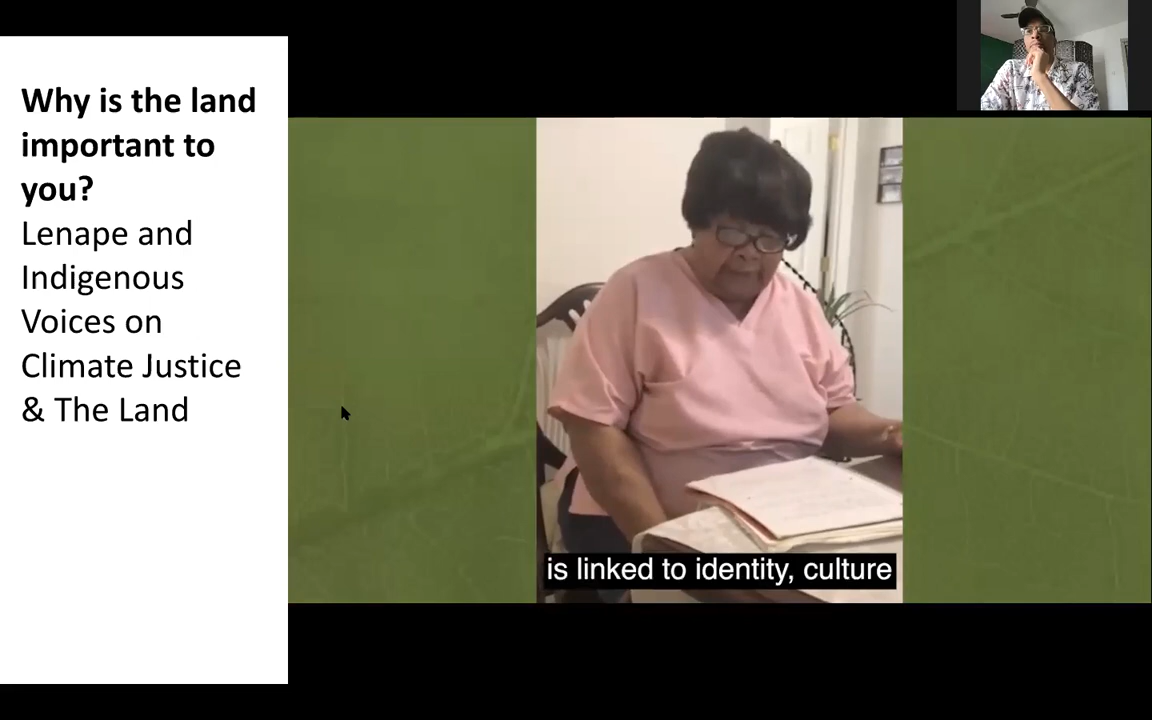 Why is the land
important to
you?
Lenape and
Indigenous
Voices on
Climate Justice
& The Land
is linked to identity, culture